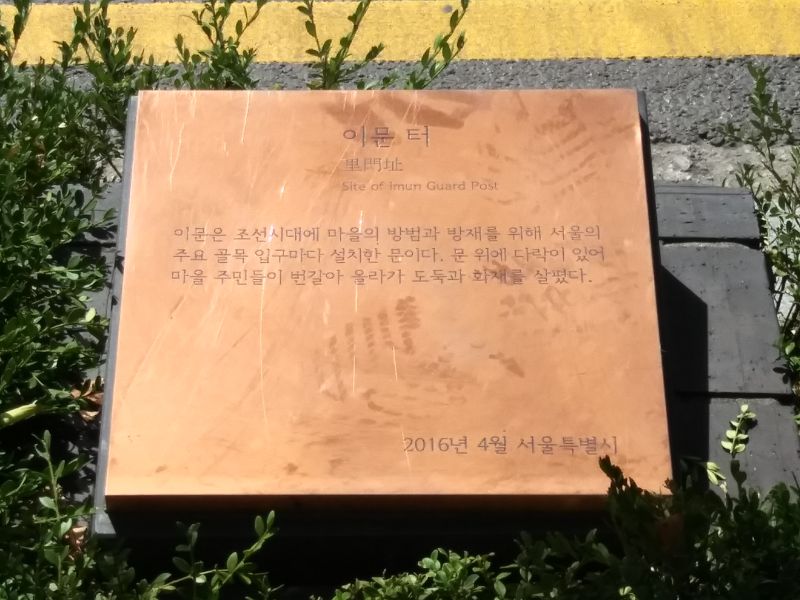 이문 터
里門址
Site of Imun Guard Post
이문은 조선시대에 마을의 방범과 방재를 위해 서울의
주요 골목 입구마다 설치한 문이다. 문 위에 다락이 있어
마을 주민들이 번갈아 올라가 도둑과 화재를 살폈다.
2016년 4월 서울특별시